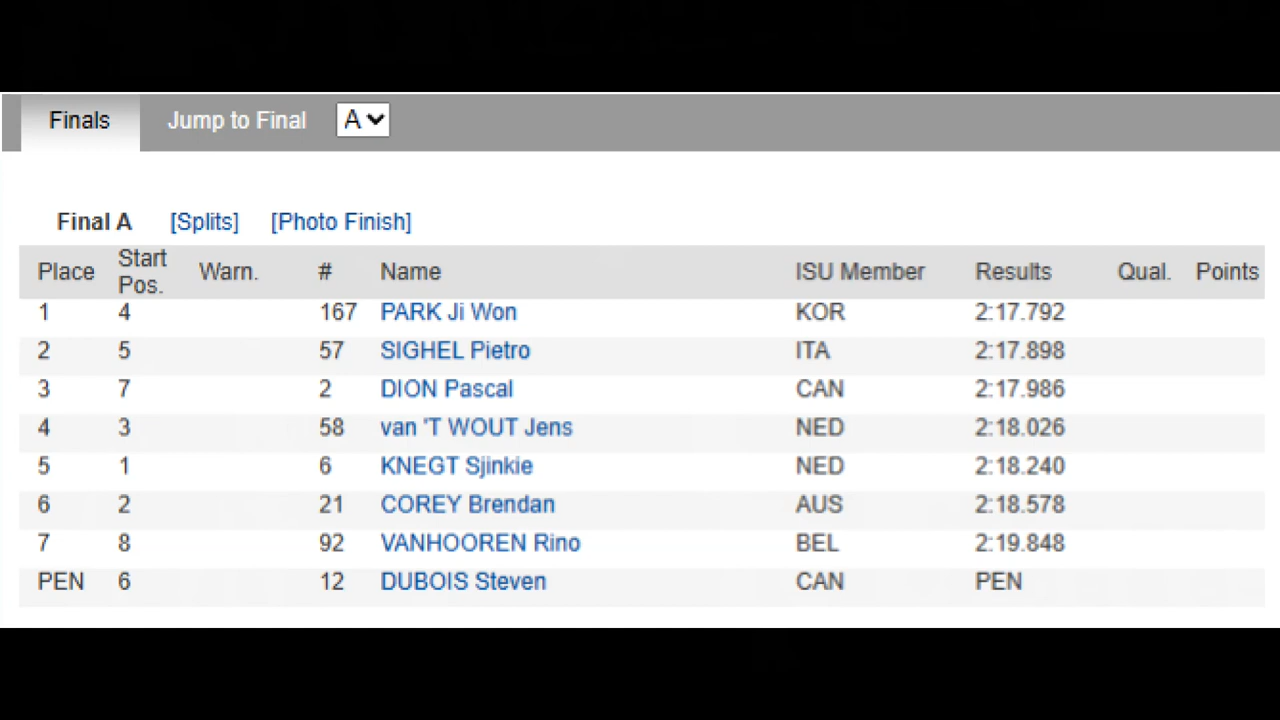 Finals Jump to Final A
Final A [Splits] [Photo Finish]
Place Start Pos. Warn. # Name ISU Member Results Qual. Points
1 4 167 PARK Ji Won KOR 2:17.792
2 5 57 SIGHEL Pietro ITA 2:17.898
3 7 2 DION Pascal CAN 2:17.986
4 3 58 van 'T WOUT Jens NED 2:18.026
5 1 6 KNEGT Sjinkie NED 2:18.240
6 2 21 COREY Brendan AUS 2:18.578
7 8 92 VANHOOREN Rino BEL 2:19.848
PEN 6 12 DUBOIS Steven CAN PEN